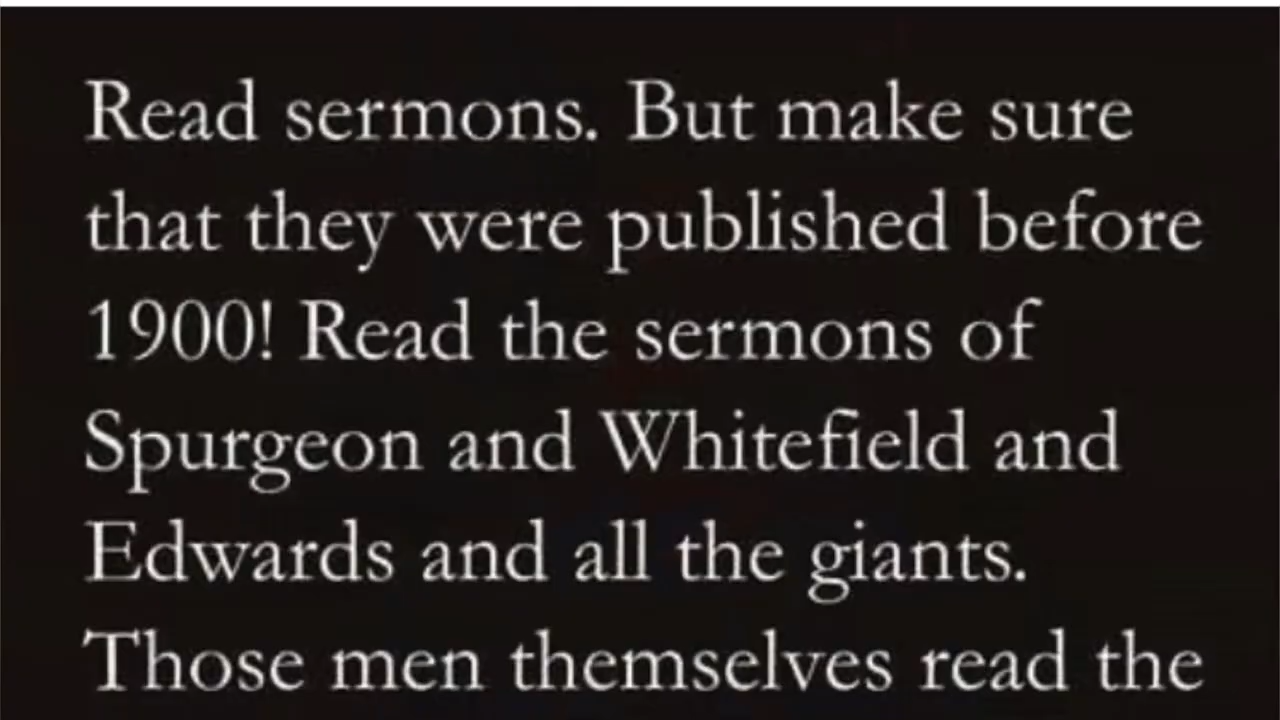 Read sermons. But make sure
that they were published before
1900! Read the sermons of
Spurgeon and Whitefield and
Edwards and all the giants.
Those men themselves read the